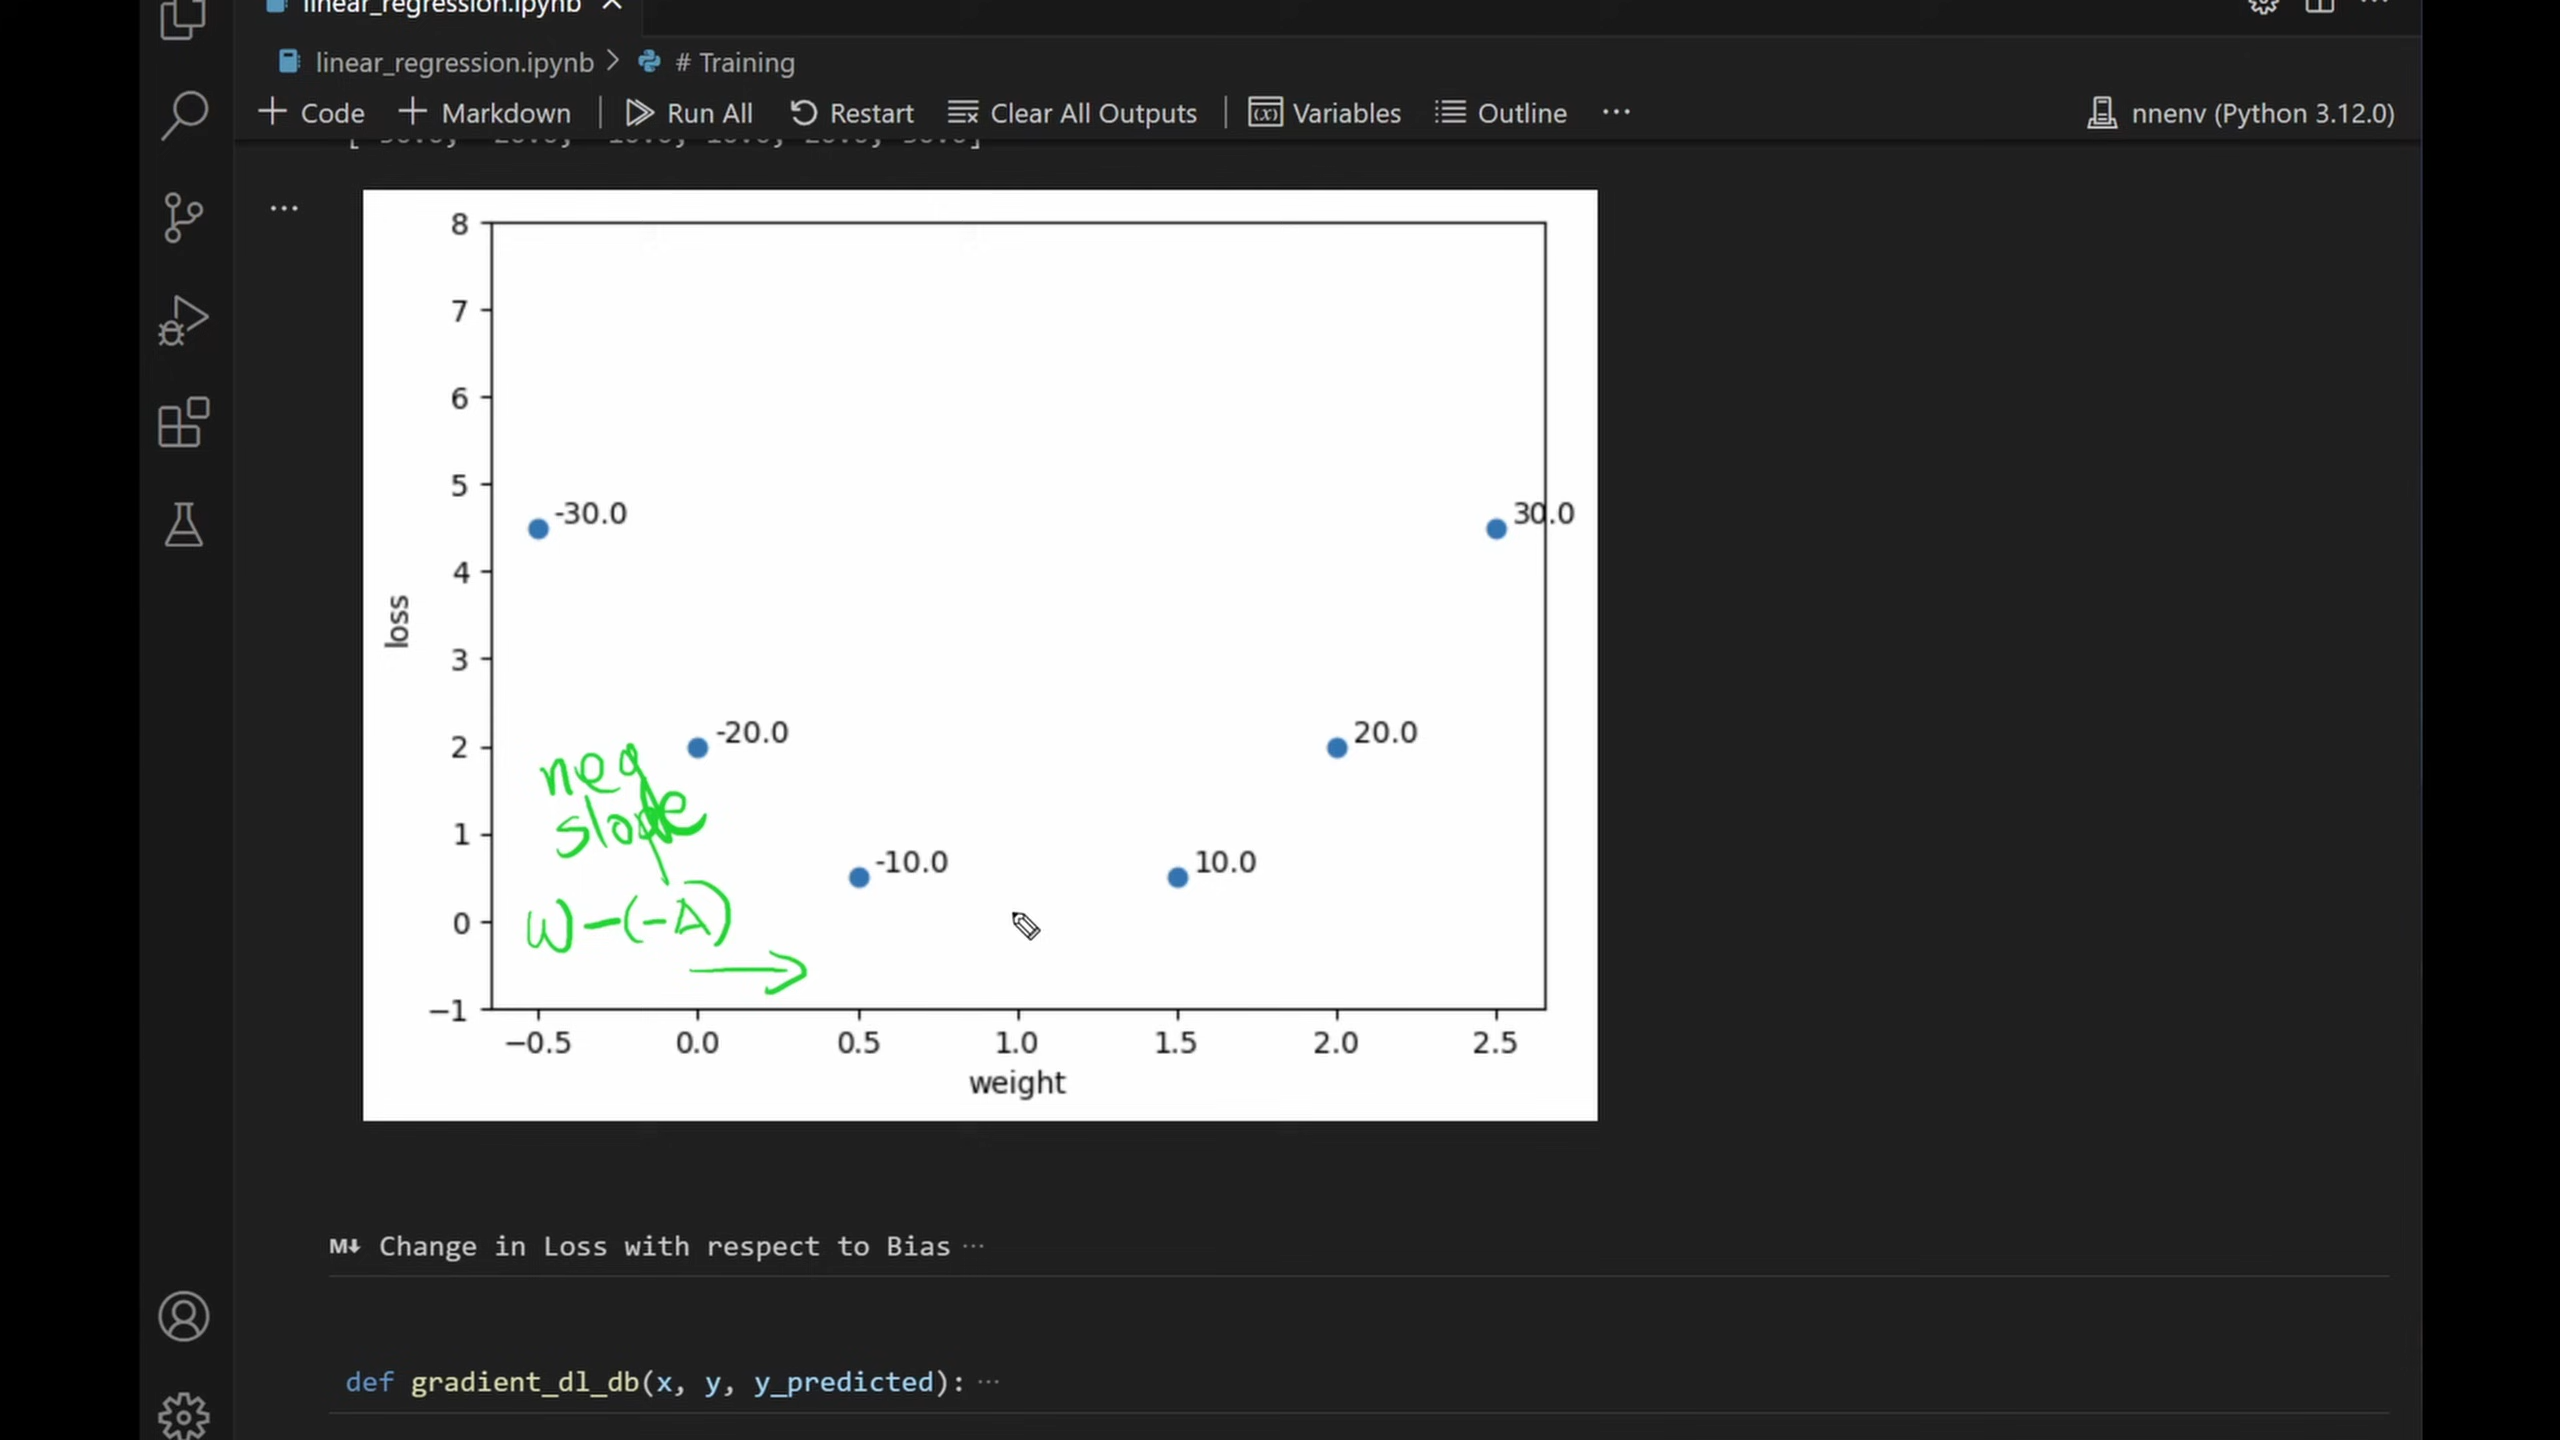 linear_regression.ipynb
linear_regression.ipynb > # Training
+ Code + Markdown | Run All Restart Clear All Outputs | Variables Outline ... nnenv (Python 3.12.0)
8
7
6
5
4
3
2
1
0
−1
loss
-30.0
30.0
-20.0
20.0
-10.0
10.0
neg
slope
w-(-Δ)
−0.5 0.0 0.5 1.0 1.5 2.0 2.5
weight
M↓ Change in Loss with respect to Bias ...
def gradient_dl_db(x, y, y_predicted): ...